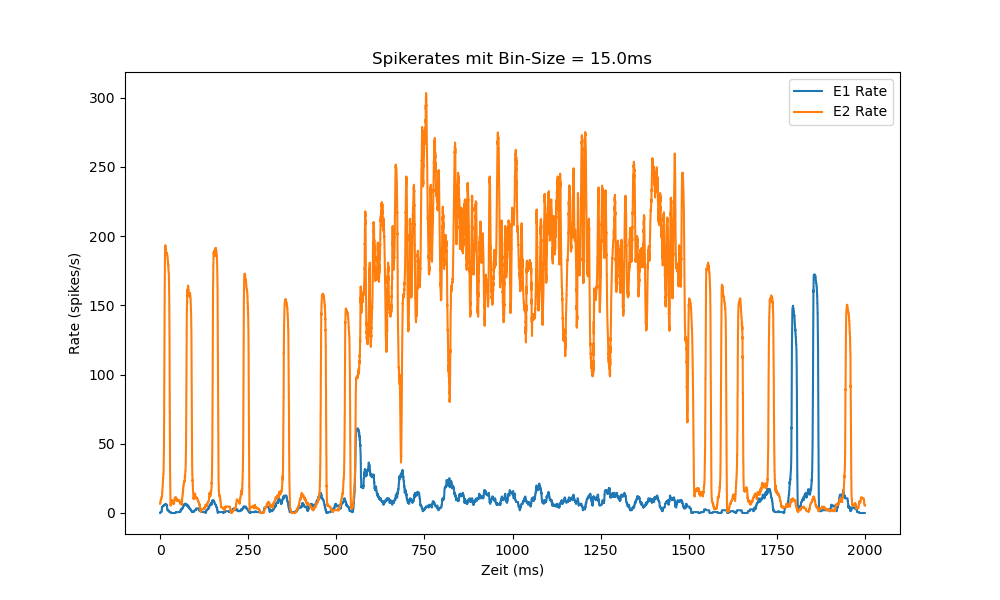 Spikerates mit Bin-Size = 15.0ms
E1 Rate
E2 Rate
Rate (spikes/s)
300
250
200
150
100
50
0
0 250 500 750 1000 1250 1500 1750 2000
Zeit (ms)